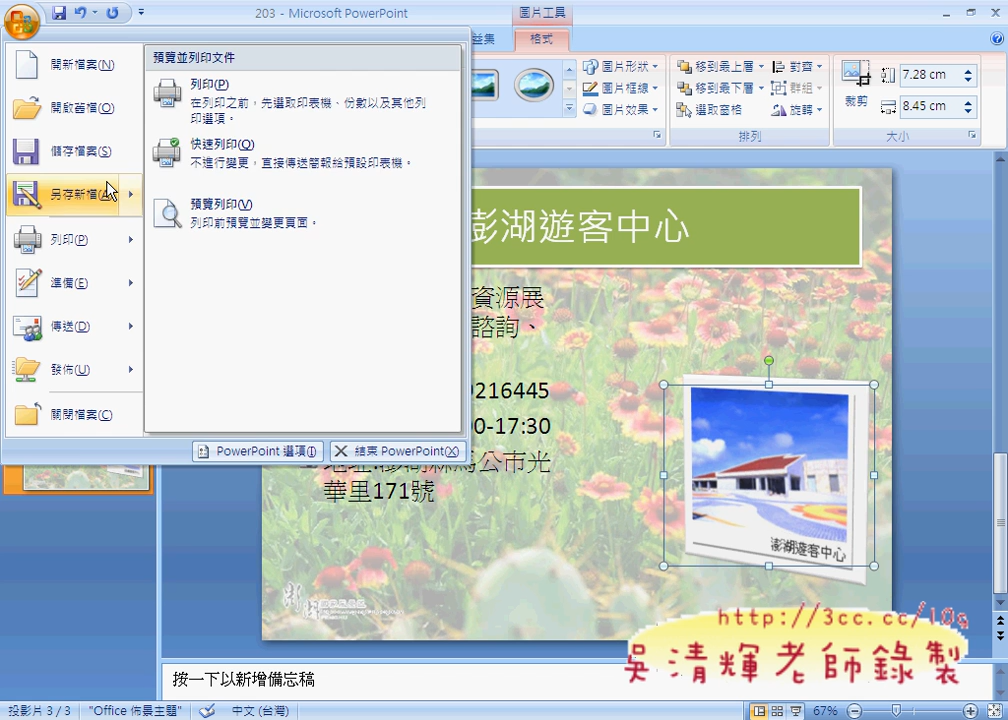 203 - Microsoft PowerPoint
圖片工具
格式
開新檔案(N)
開啟舊檔(O)
儲存檔案(S)
另存新檔(A)
列印(P)
準備(E)
傳送(D)
發佈(U)
關閉檔案(C)
預覽並列印文件
列印(P)
在列印之前，先選取印表機、份數以及其他列
印選項。
快速列印(Q)
不進行變更，直接傳送簡報給預設印表機。
預覽列印(V)
列印前預覽並變更頁面。
PowerPoint 選項(I)
結束 PowerPoint(X)
圖片形狀
圖片框線
圖片效果
移到最上層
移到最下層
選取窗格
對齊
群組
旋轉
排列
裁剪
7.28 cm
8.45 cm
大小
澎湖遊客中心
資源展
諮詢、
9216445
0-17:30
地址:澎湖縣馬公市光
華里171號
澎湖遊客中心
http://3cc.cc/10q
吳清輝老師錄製
按一下以新增備忘稿
投影片 3 / 3
"Office 佈景主題"
中文 (台灣)
67%